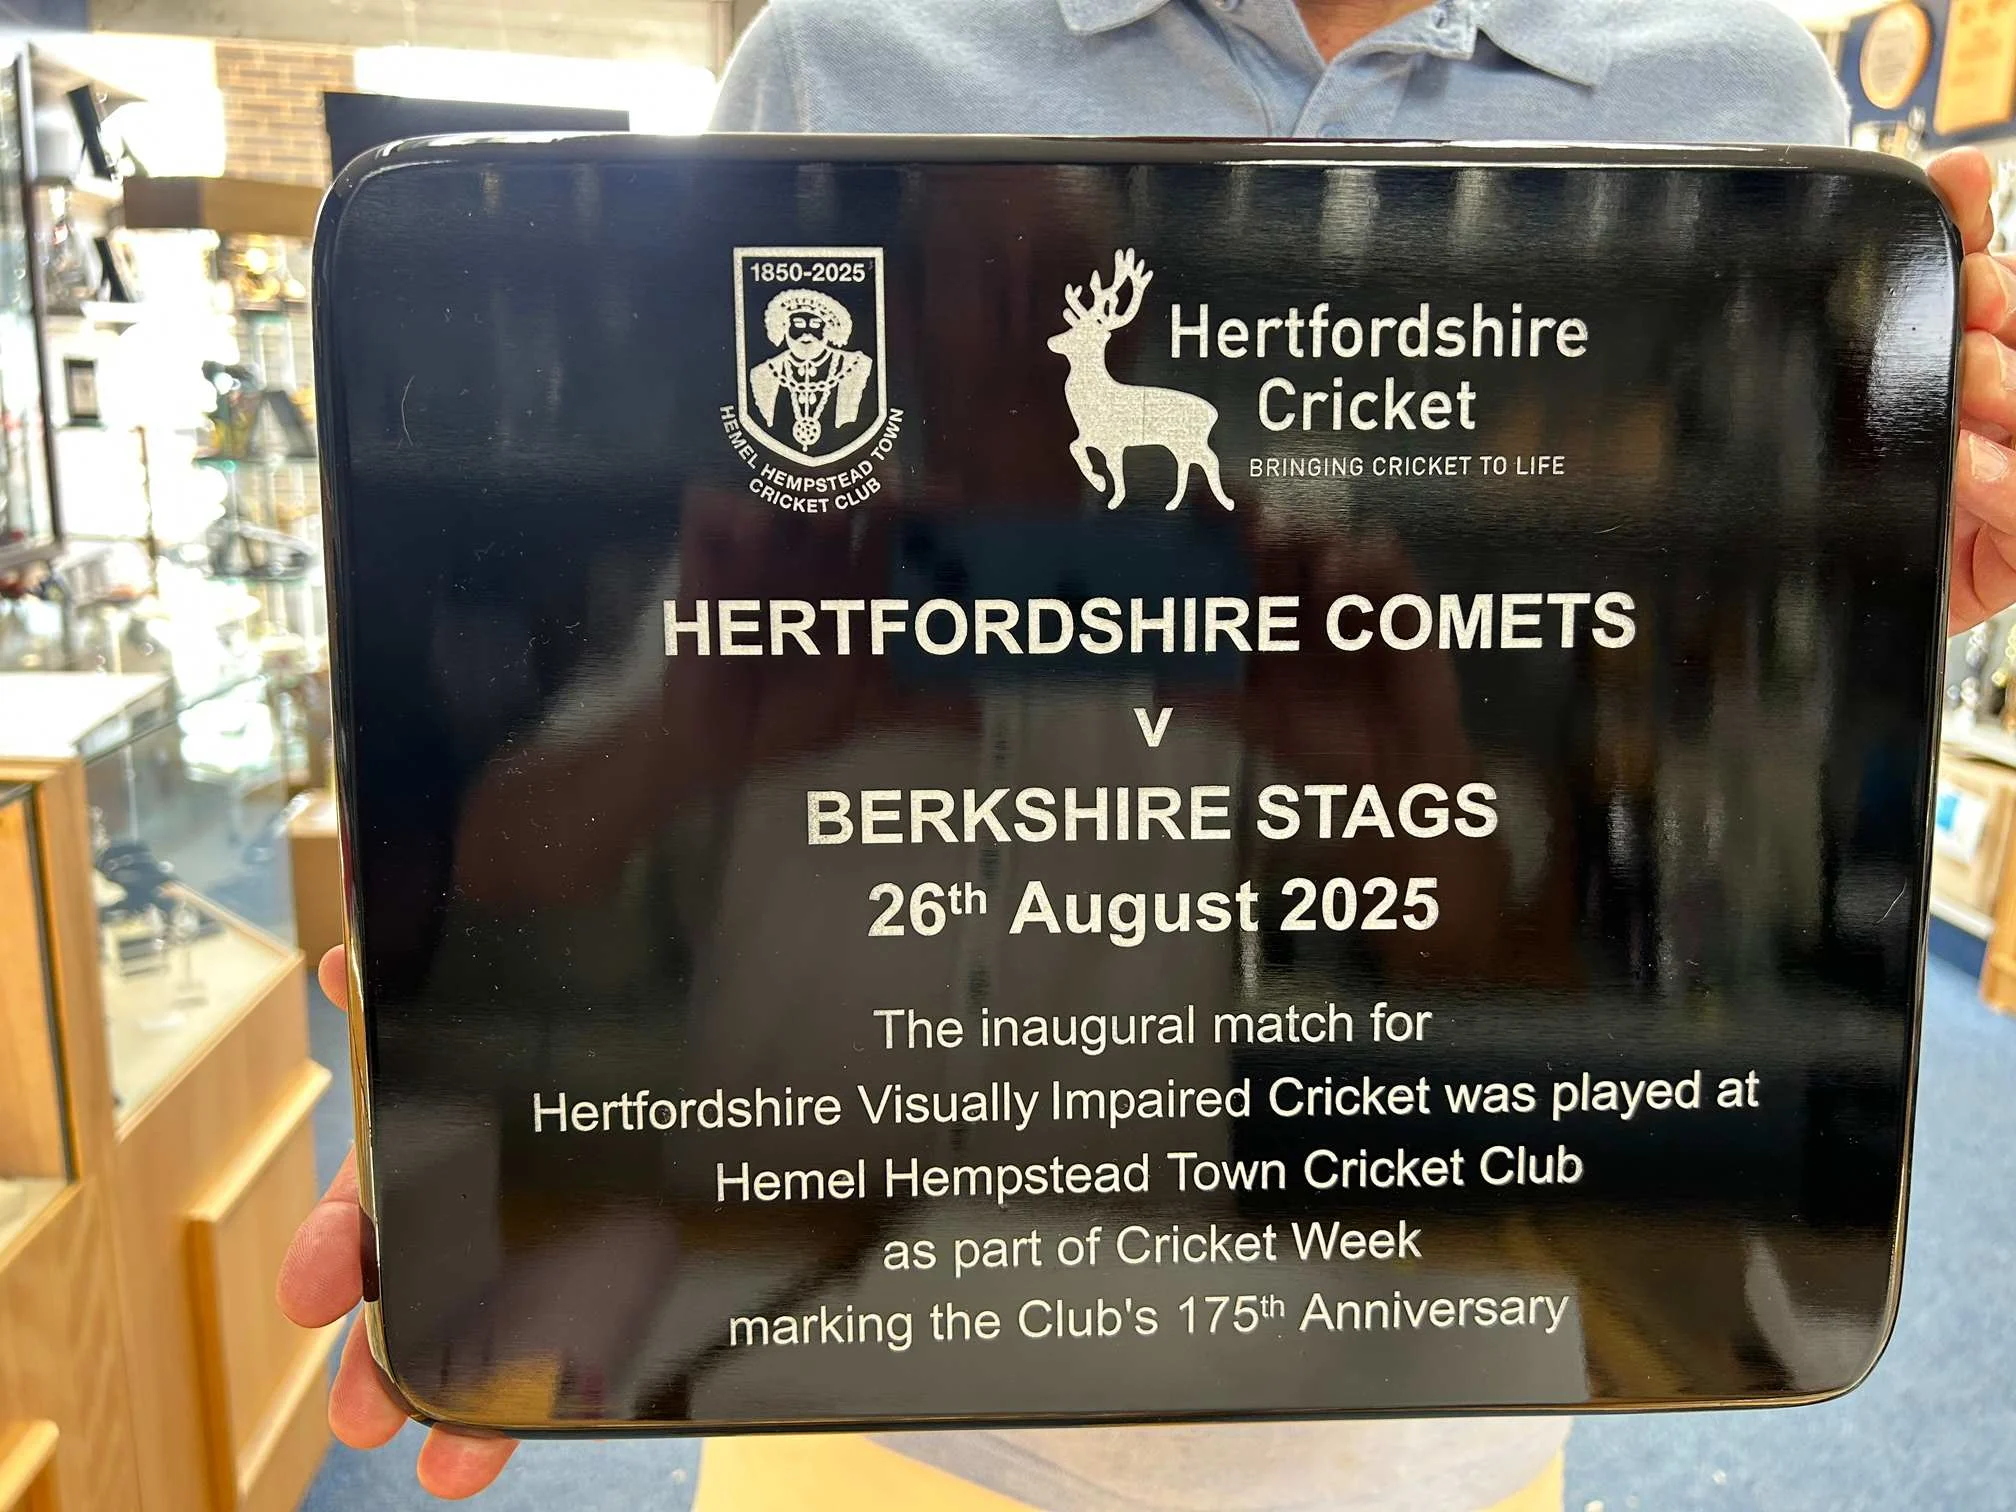 1850-2025
HEMEL HEMPSTEAD TOWN
CRICKET CLUB
Hertfordshire
Cricket
BRINGING CRICKET TO LIFE
HERTFORDSHIRE COMETS
v
BERKSHIRE STAGS
26th August 2025
The inaugural match for
Hertfordshire Visually Impaired Cricket was played at
Hemel Hempstead Town Cricket Club
as part of Cricket Week
marking the Club's 175th Anniversary